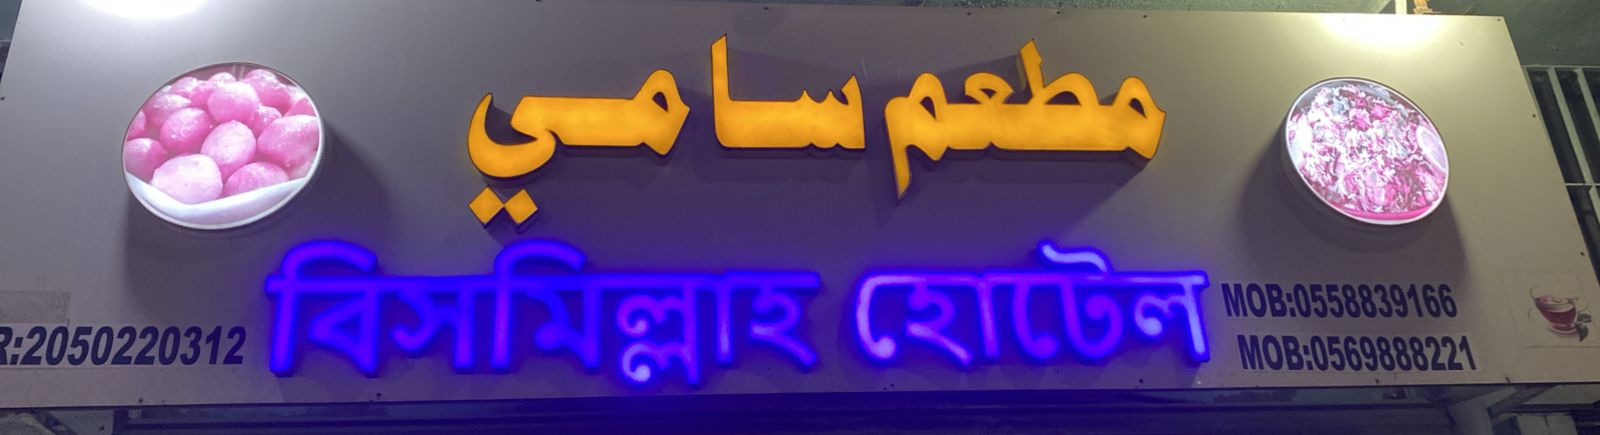 مطعم سامي
বিসমিল্লাহ হোটেল
R:2050220312
MOB:0558839166
MOB:0569888221